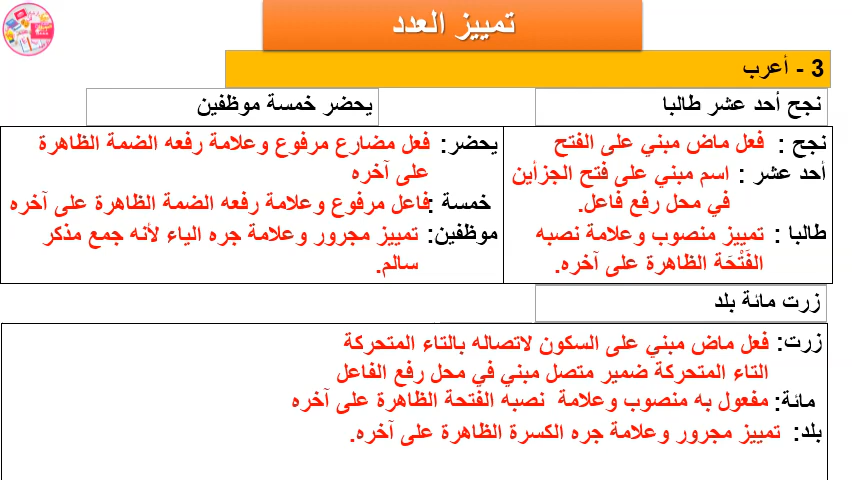 تمييز العدد
3 - أعرب
نجح أحد عشر طالبا
نجح : فعل ماض مبني على الفتح
أحد عشر : اسم مبني على فتح الجزأين
في محل رفع فاعل.
طالبا : تمييز منصوب وعلامة نصبه
الفَتْحَة الظاهرة على آخره.
يحضر خمسة موظفين
يحضر: فعل مضارع مرفوع وعلامة رفعه الضمة الظاهرة
على آخره
خمسة :فاعل مرفوع وعلامة رفعه الضمة الظاهرة على آخره
موظفين: تمييز مجرور وعلامة جره الياء لأنه جمع مذكر
سالم.
زرت مائة بلد
زرت: فعل ماض مبني على السكون لاتصاله بالتاء المتحركة
التاء المتحركة ضمير متصل مبني في محل رفع الفاعل
مائة: مفعول به منصوب وعلامة نصبه الفتحة الظاهرة على آخره
بلد: تمييز مجرور وعلامة جره الكسرة الظاهرة على آخره.